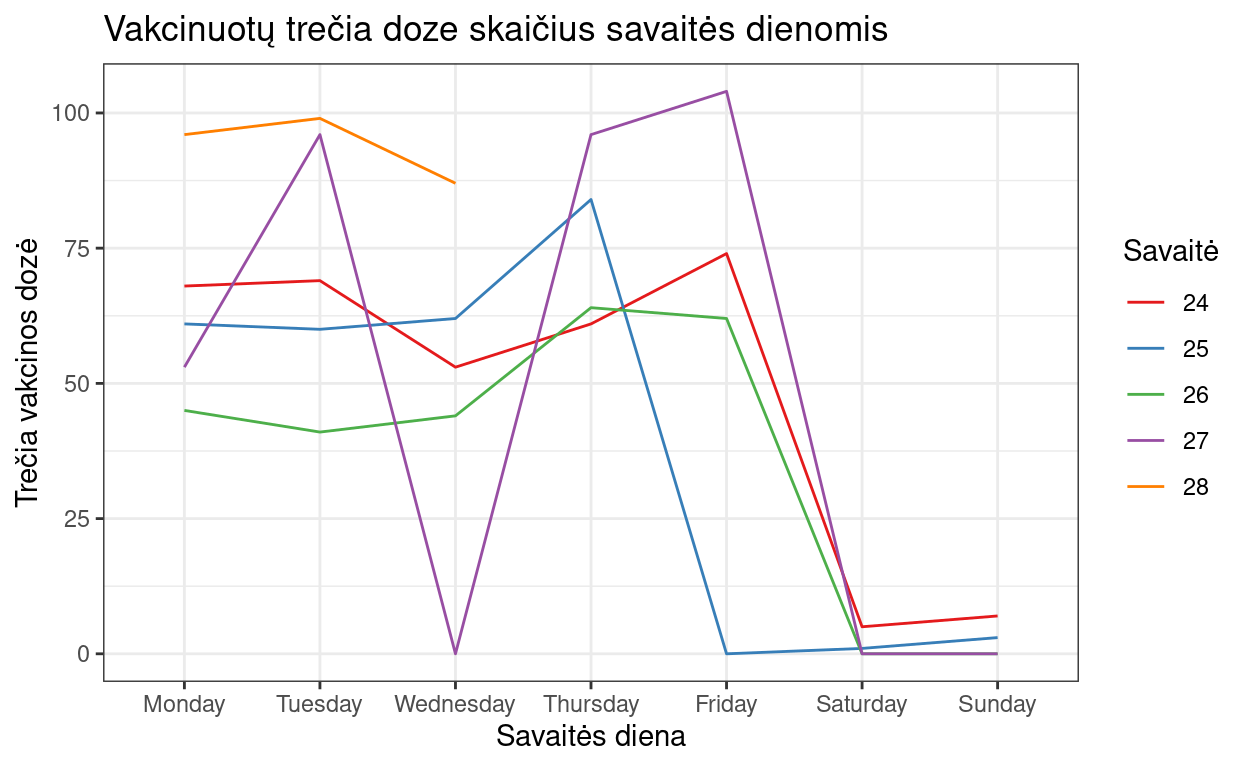 Vakcinuotų trečia doze skaičius savaitės dienomis
Trečia vakcinos dozė
100
75
50
25
0
Monday Tuesday Wednesday Thursday Friday Saturday Sunday
Savaitės diena
Savaitė
24
25
26
27
28